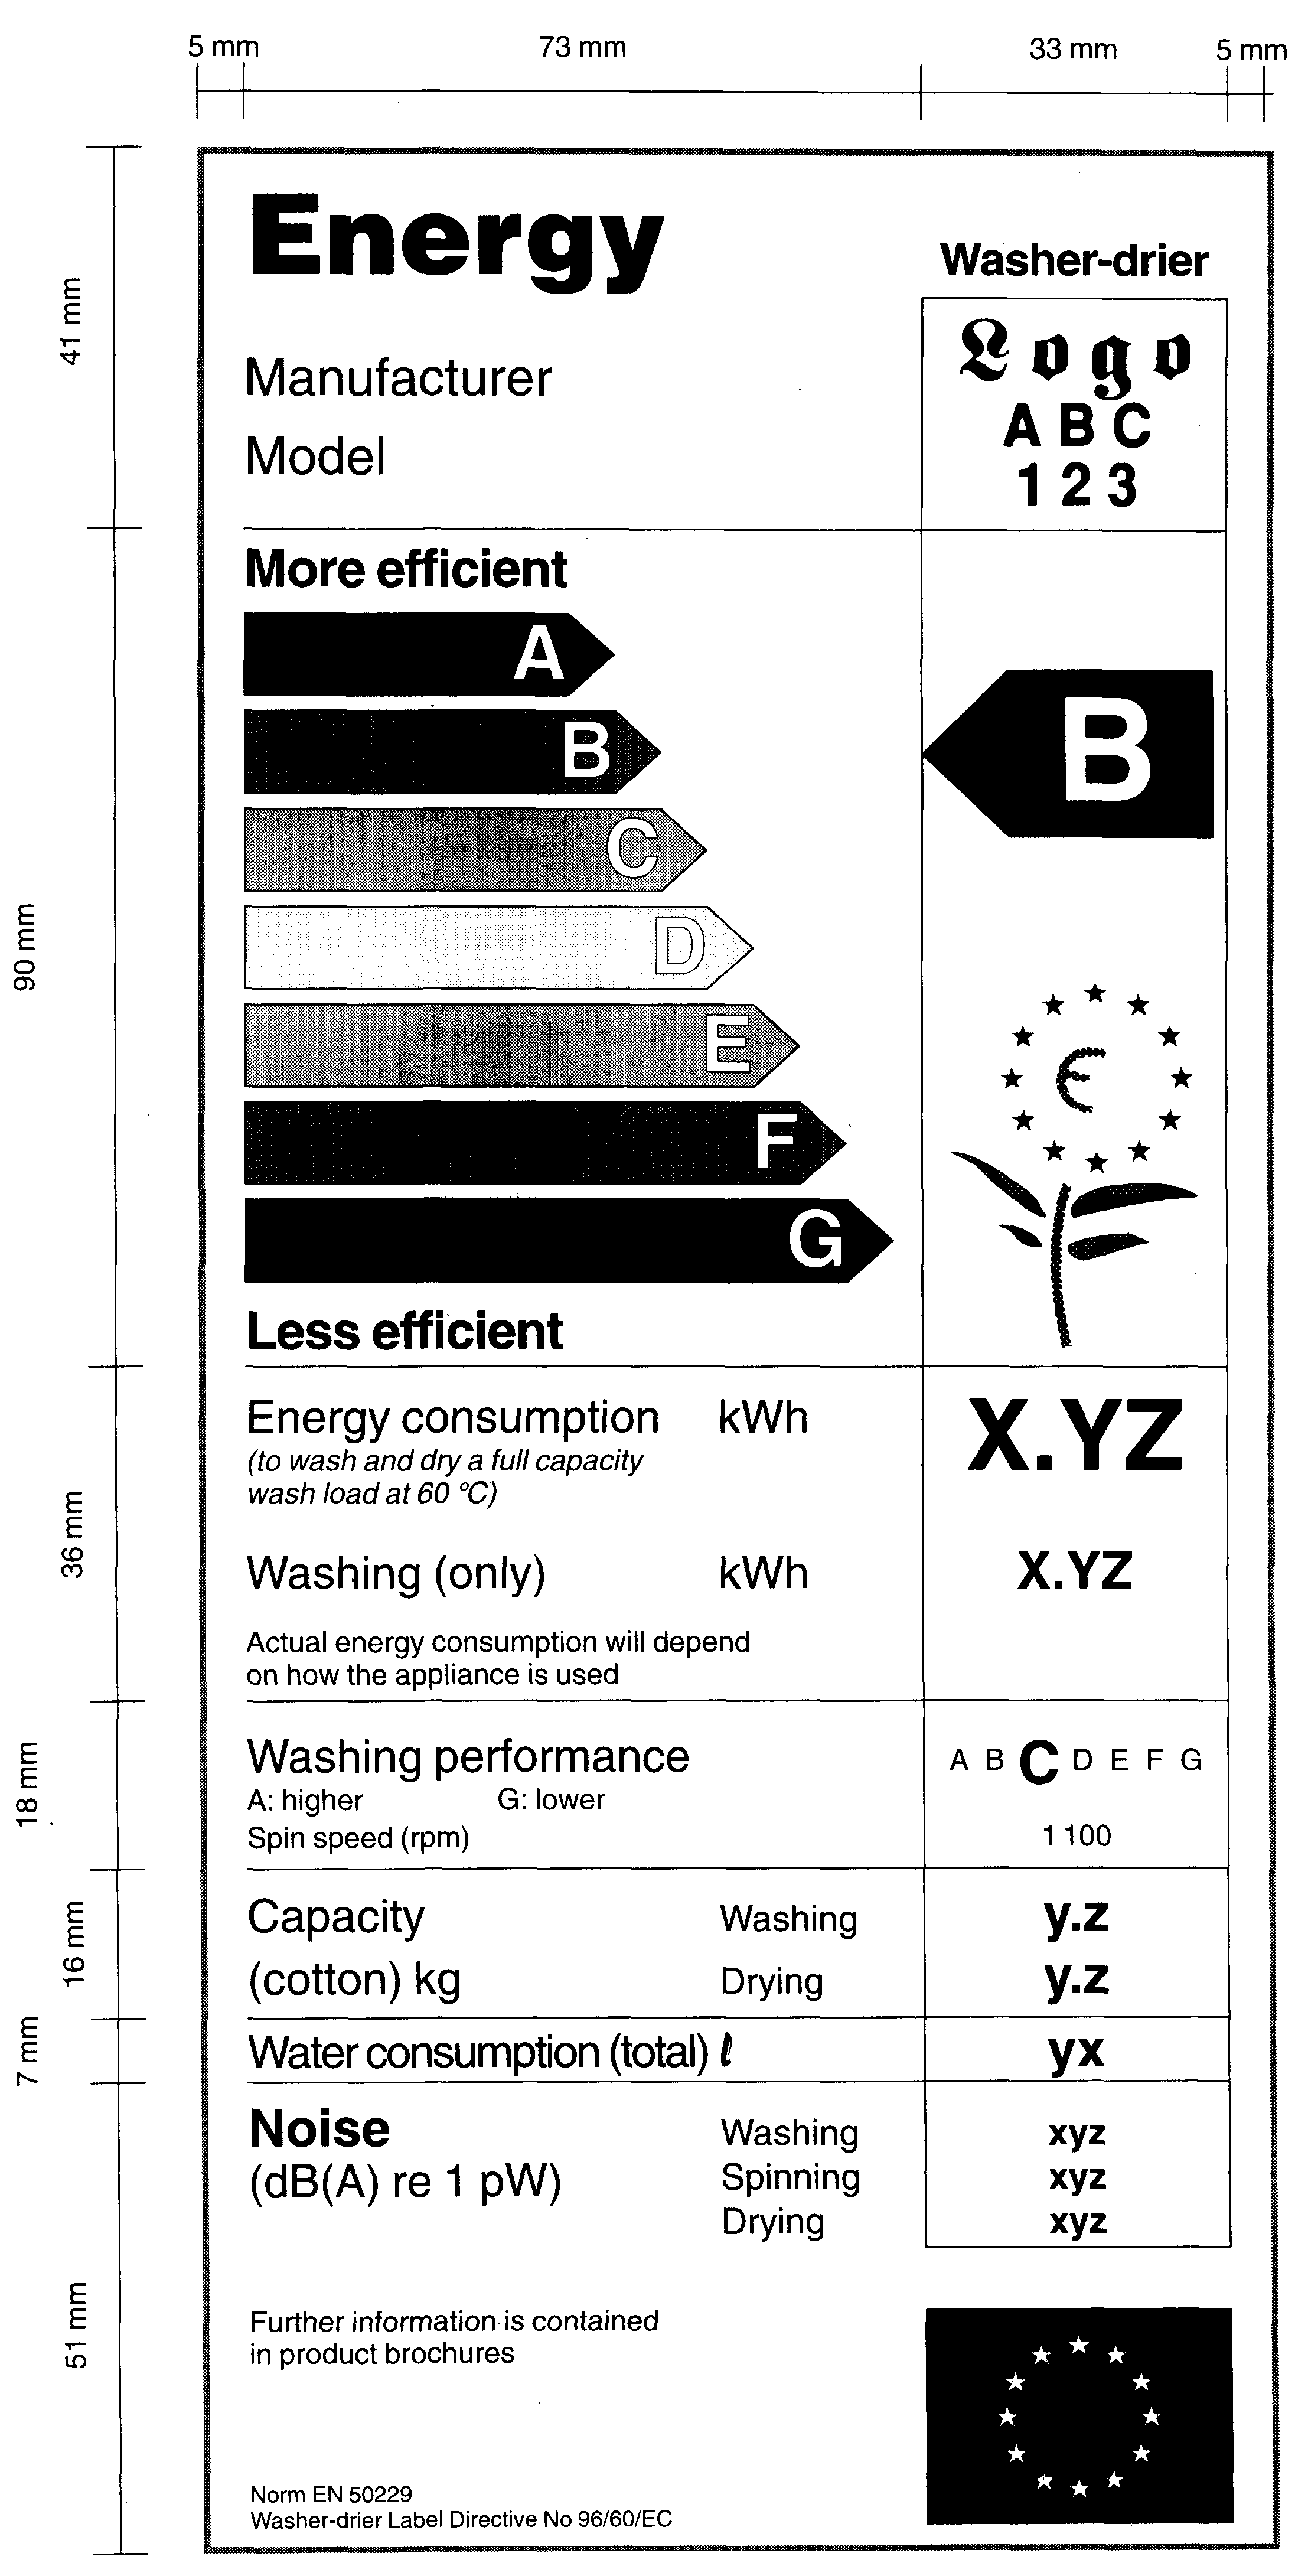 5 mm 73 mm 33 mm 5 mm
41 mm
90 mm
36 mm
18 mm
16 mm
7 mm
51 mm
Energy
Washer-drier
Logo
ABC
123
Manufacturer
Model
More efficient
A
B
C
D
E
F
G
Less efficient
B
Energy consumption kWh X.YZ
(to wash and dry a full capacity
wash load at 60 °C)
Washing (only) kWh X.YZ
Actual energy consumption will depend
on how the appliance is used
Washing performance A B C D E F G
A: higher G: lower
Spin speed (rpm) 1 100
Capacity Washing y.z
(cotton) kg Drying y.z
Water consumption (total) ℓ yx
Noise Washing xyz
(dB(A) re 1 pW) Spinning xyz
Drying xyz
Further information is contained
in product brochures
Norm EN 50229
Washer-drier Label Directive No 96/60/EC